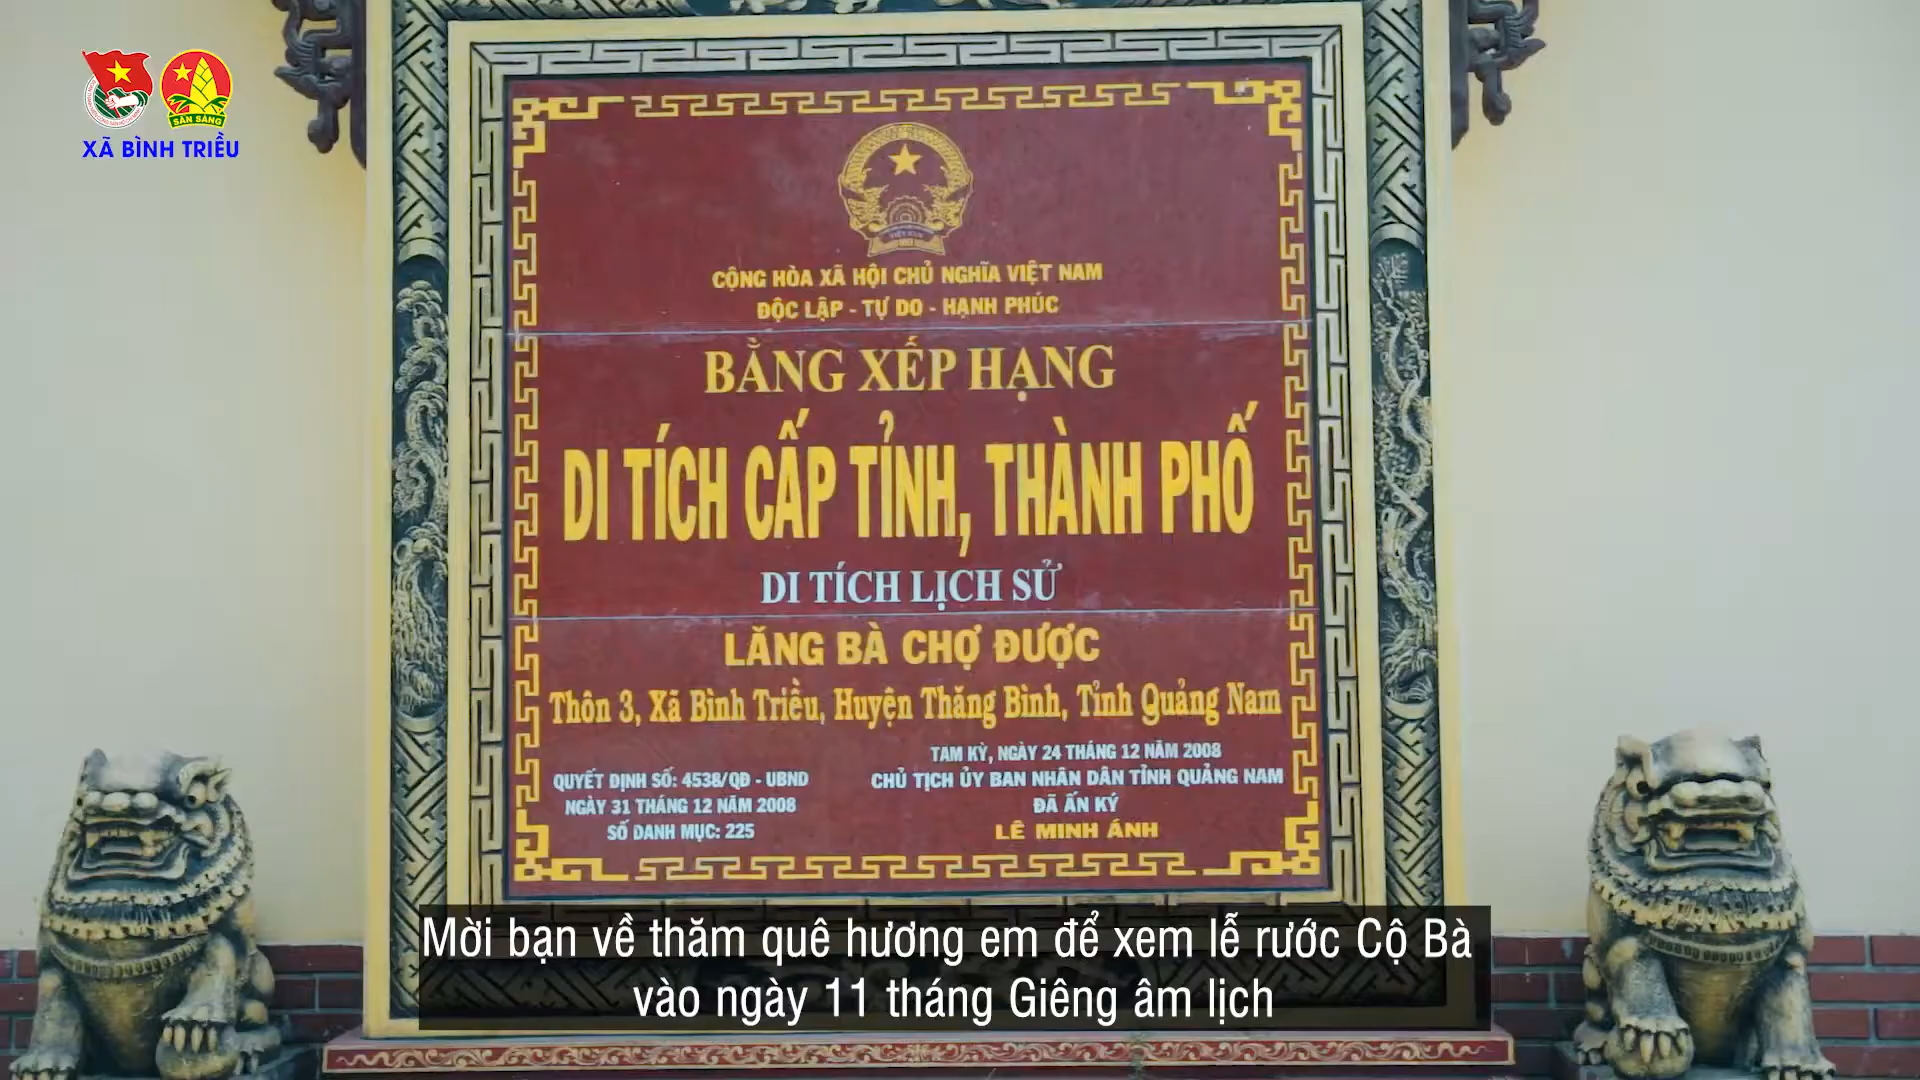 SẴN SÀNG
XÃ BÌNH TRIỀU
CỘNG HÒA XÃ HỘI CHỦ NGHĨA VIỆT NAM
ĐỘC LẬP - TỰ DO - HẠNH PHÚC
BẰNG XẾP HẠNG
DI TÍCH CẤP TỈNH, THÀNH PHỐ
DI TÍCH LỊCH SỬ
LĂNG BÀ CHỢ ĐƯỢC
Thôn 3, Xã Bình Triều, Huyện Thăng Bình, Tỉnh Quảng Nam
QUYẾT ĐỊNH SỐ: 4538/QĐ - UBND
NGÀY 31 THÁNG 12 NĂM 2008
SỐ DANH MỤC: 225
TAM KỲ, NGÀY 24 THÁNG 12 NĂM 2008
CHỦ TỊCH ỦY BAN NHÂN DÂN TỈNH QUẢNG NAM
ĐÃ ẤN KÝ
LÊ MINH ÁNH
Mời bạn về thăm quê hương em để xem lễ rước Cộ Bà
vào ngày 11 tháng Giêng âm lịch